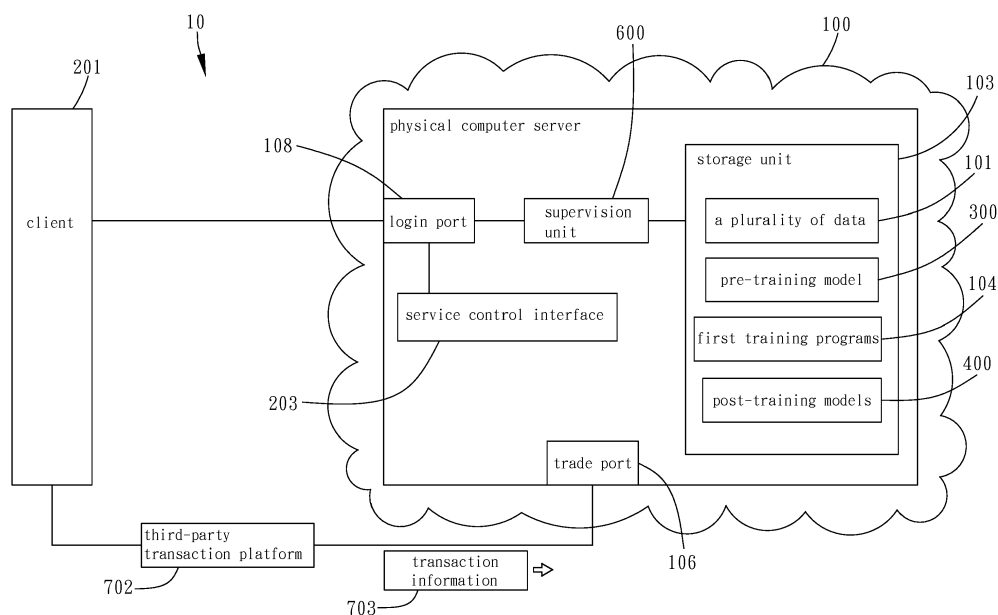 10
600
100
201
103
physical computer server
108
storage unit
101
client
login port
supervision
unit
a plurality of data
300
pre-training model
104
service control interface
first training programs
400
203
post-training models
trade port
third-party
transaction platform
702
transaction
information
703
106